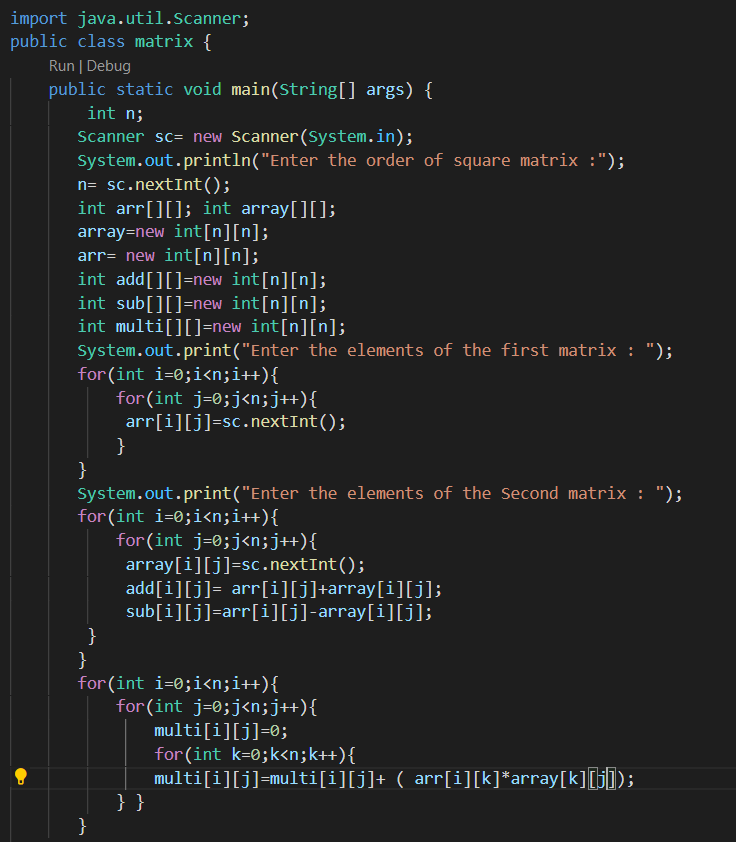 import java.util.Scanner;
public class matrix {
Run | Debug
public static void main(String[] args) {
int n;
Scanner sc= new Scanner(System.in);
System.out.println("Enter the order of square matrix :");
n= sc.nextInt();
int arr[][]; int array[][];
array=new int[n][n];
arr= new int[n][n];
int add[][]=new int[n][n];
int sub[][]=new int[n][n];
int multi[][]=new int[n][n];
System.out.print("Enter the elements of the first matrix : ");
for(int i=0;i<n;i++){
for(int j=0;j<n;j++){
arr[i][j]=sc.nextInt();
}
}
System.out.print("Enter the elements of the Second matrix : ");
for(int i=0;i<n;i++){
for(int j=0;j<n;j++){
array[i][j]=sc.nextInt();
add[i][j]= arr[i][j]+array[i][j];
sub[i][j]=arr[i][j]-array[i][j];
}
}
for(int i=0;i<n;i++){
for(int j=0;j<n;j++){
multi[i][j]=0;
for(int k=0;k<n;k++){
multi[i][j]=multi[i][j]+ ( arr[i][k]*array[k][j]);
} }
}